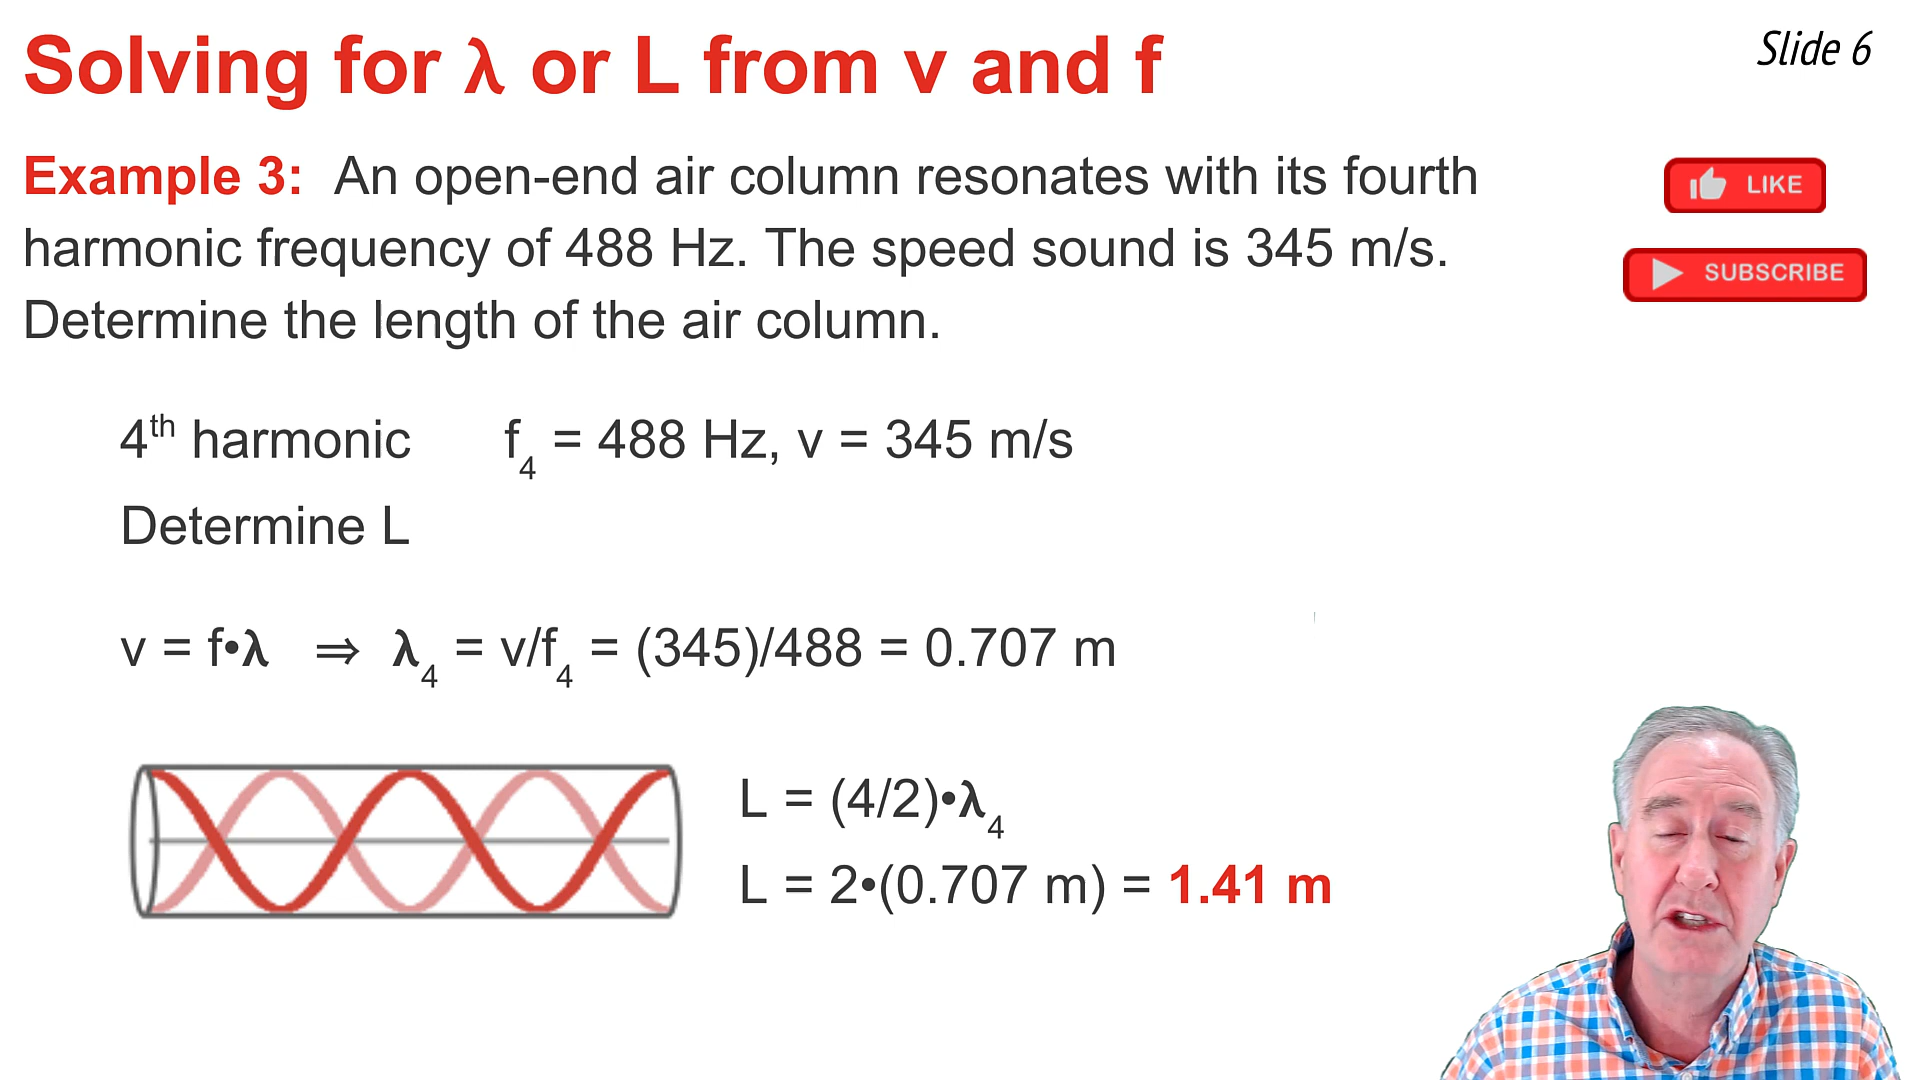 Solving for λ or L from v and f
Slide 6
Example 3: An open-end air column resonates with its fourth
harmonic frequency of 488 Hz. The speed sound is 345 m/s.
Determine the length of the air column.
LIKE
SUBSCRIBE
4th harmonic f4 = 488 Hz, v = 345 m/s
Determine L
v = f•λ ⇒ λ4 = v/f4 = (345)/488 = 0.707 m
L = (4/2)•λ4
L = 2•(0.707 m) = 1.41 m